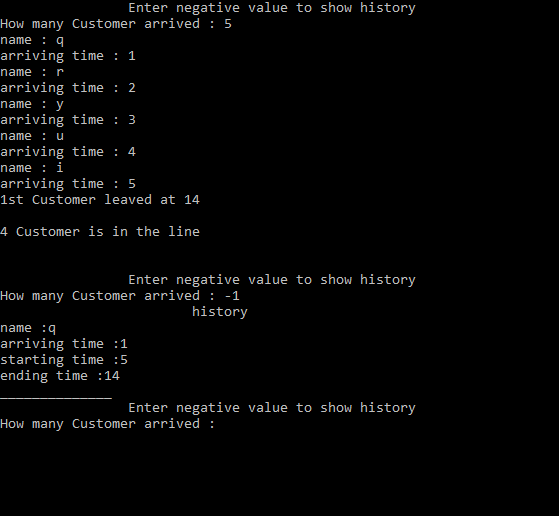 Enter negative value to show history
How many Customer arrived : 5
name : q
arriving time : 1
name : r
arriving time : 2
name : y
arriving time : 3
name : u
arriving time : 4
name : i
arriving time : 5
1st Customer leaved at 14
4 Customer is in the line
Enter negative value to show history
How many Customer arrived : -1
history
name :q
arriving time :1
starting time :5
ending time :14
______________
Enter negative value to show history
How many Customer arrived :